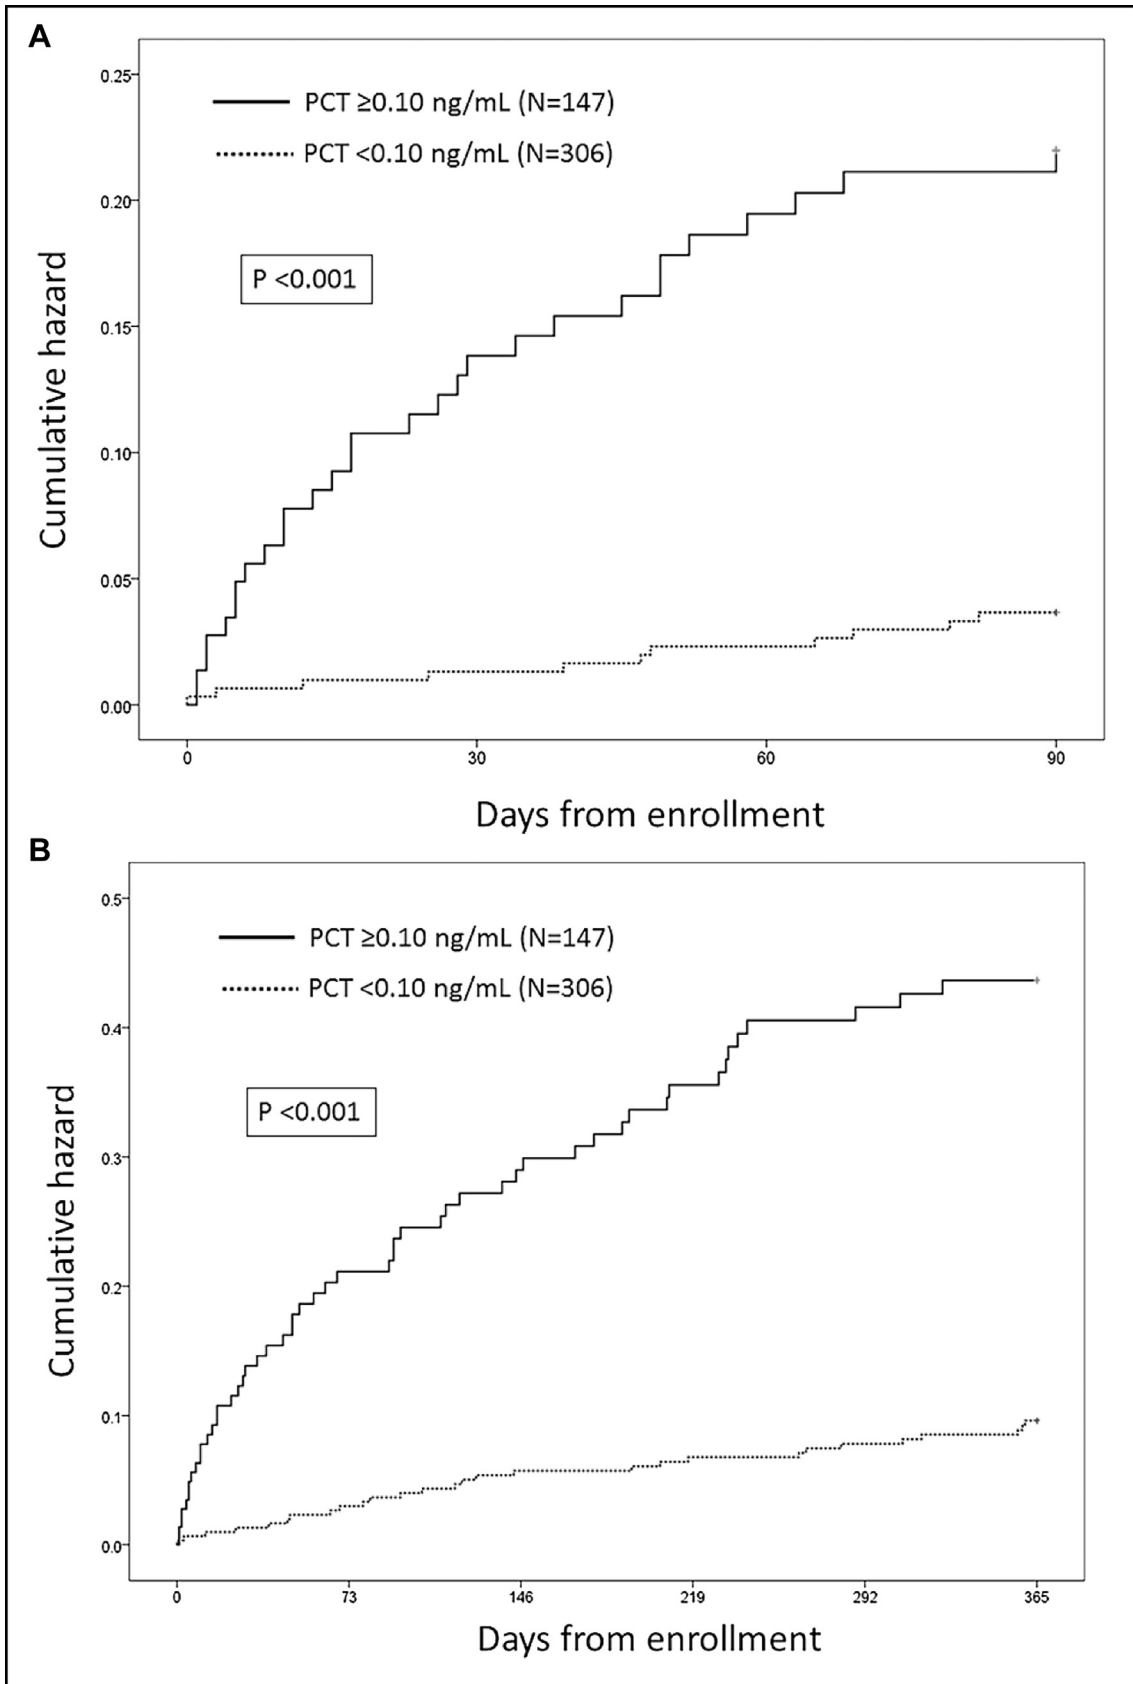 A
0.25
PCT ≥0.10 ng/mL (N=147)
PCT <0.10 ng/mL (N=306)
0.20
P <0.001
0.15
Cumulative hazard
0.10
0.05
0.00
0 30 60 90
Days from enrollment
B
0.5
PCT ≥0.10 ng/mL (N=147)
PCT <0.10 ng/mL (N=306)
0.4
P <0.001
0.3
Cumulative hazard
0.2
0.1
0.0
0 73 146 219 292 365
Days from enrollment